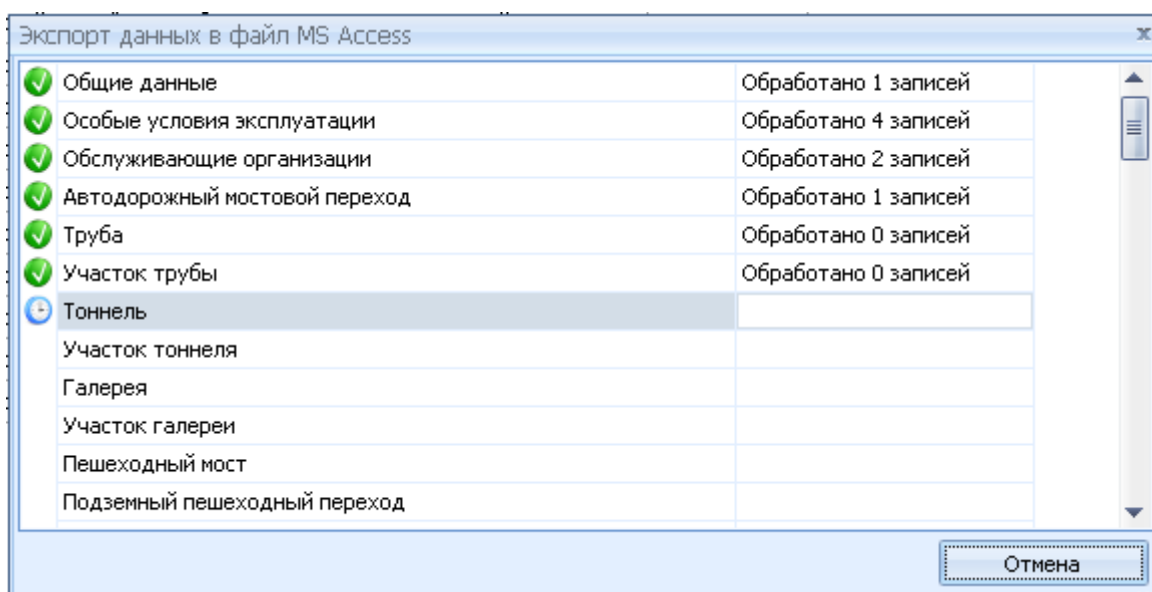 Экспорт данных в файл MS Access
Общие данные Обработано 1 записей
Особые условия эксплуатации Обработано 4 записей
Обслуживающие организации Обработано 2 записей
Автодорожный мостовой переход Обработано 1 записей
Труба Обработано 0 записей
Участок трубы Обработано 0 записей
Тоннель
Участок тоннеля
Галерея
Участок галереи
Пешеходный мост
Подземный пешеходный переход
Отмена